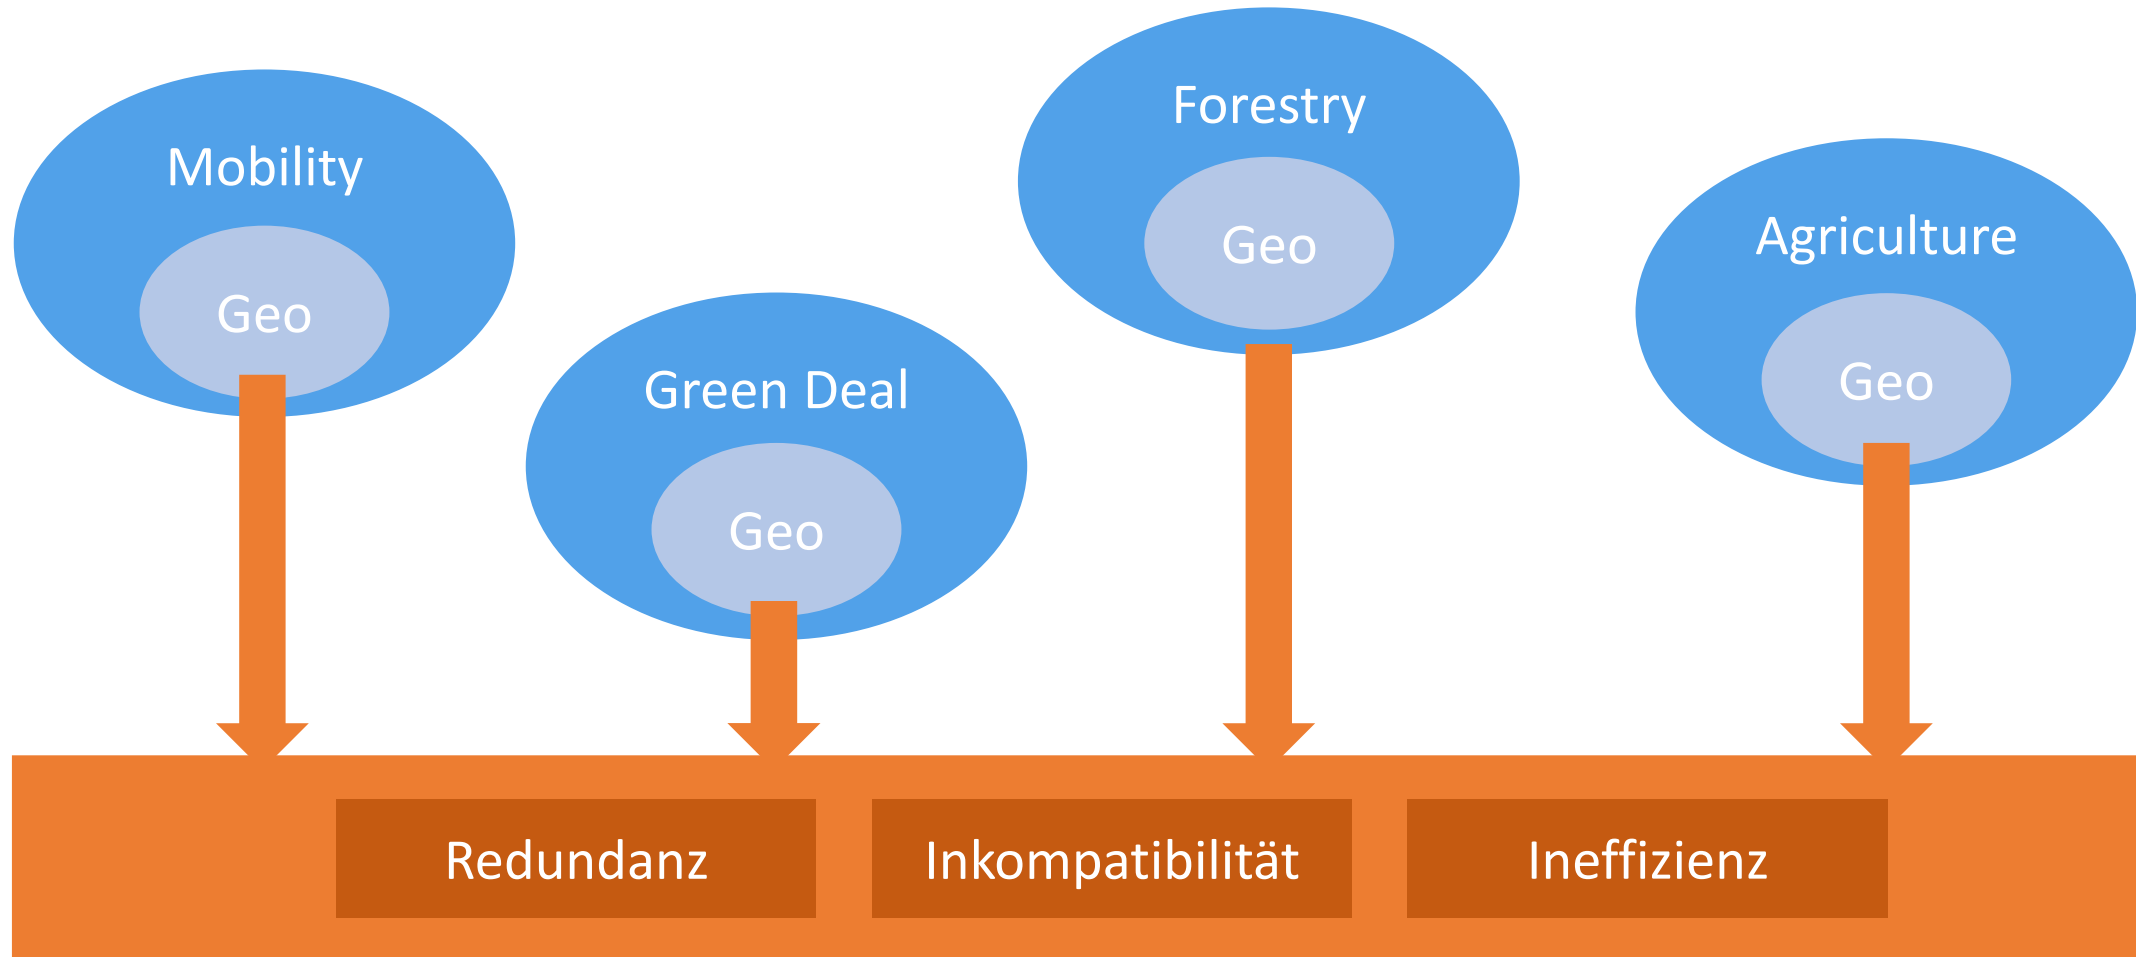 Mobility
Geo
Green Deal
Geo
Forestry
Geo
Agriculture
Geo
Redundanz
Inkompatibilität
Ineffizienz